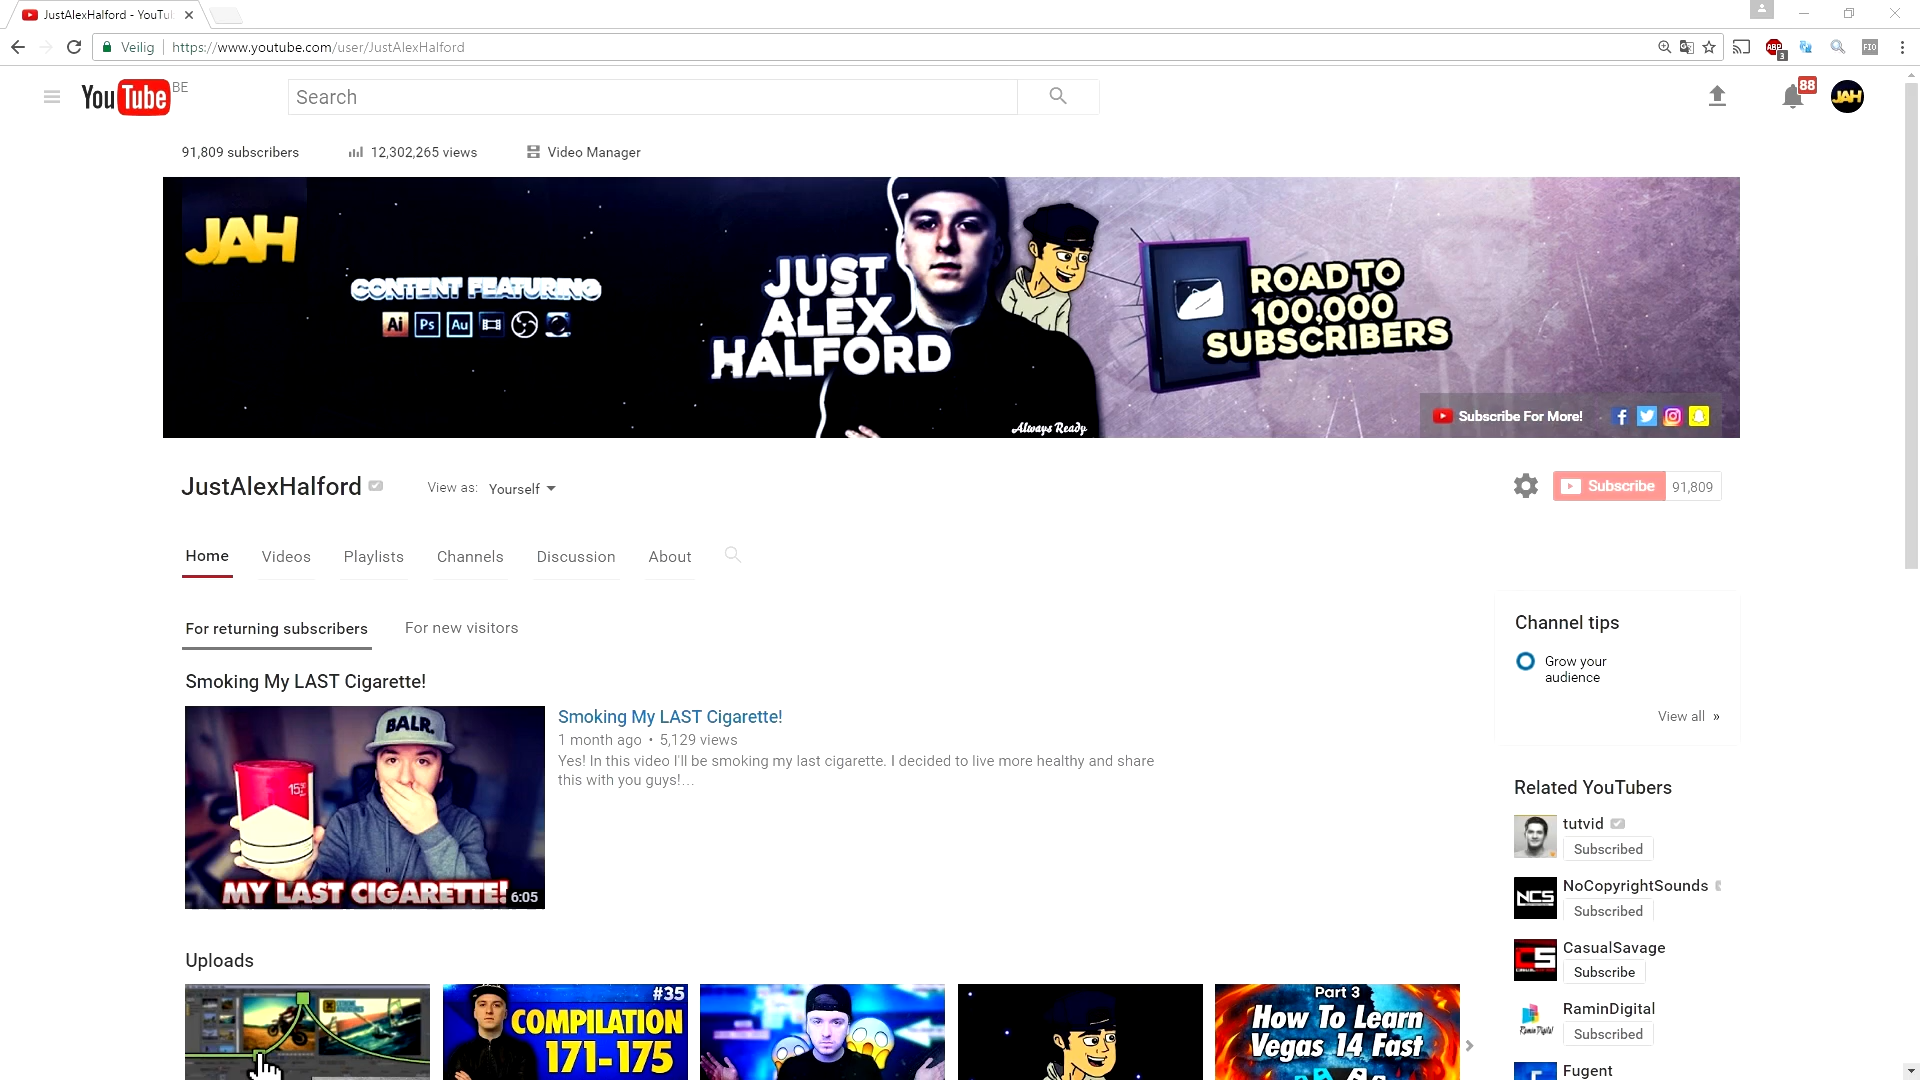 JustAlexHalford - YouTu
Veilig
https://www.youtube.com/user/JustAlexHalford
ABP
3
FIO
YouTube BE
Search
88
JAH
91,809 subscribers
12,302,265 views
Video Manager
JAH
CONTENT FEATURING
Ai Ps Au
JUST
ALEX
HALFORD
ROAD TO
100,000
SUBSCRIBERS
Always Ready
Subscribe For More!
JustAlexHalford
View as: Yourself
Subscribe 91,809
Home
Videos
Playlists
Channels
Discussion
About
For returning subscribers
For new visitors
Channel tips
Grow your
audience
View all »
Smoking My LAST Cigarette!
BALR.
MY LAST CIGARETTE!
6:05
Smoking My LAST Cigarette!
1 month ago • 5,129 views
Yes! In this video I'll be smoking my last cigarette. I decided to live more healthy and share
this with you guys!...
Related YouTubers
tutvid
Subscribed
NCS
NoCopyrightSounds
Subscribed
CS
CasualSavage
Subscribe
RaminDigital
Subscribed
Fugent
Uploads
#35
COMPILATION
171-175
Part 3
How To Learn
Vegas 14 Fast